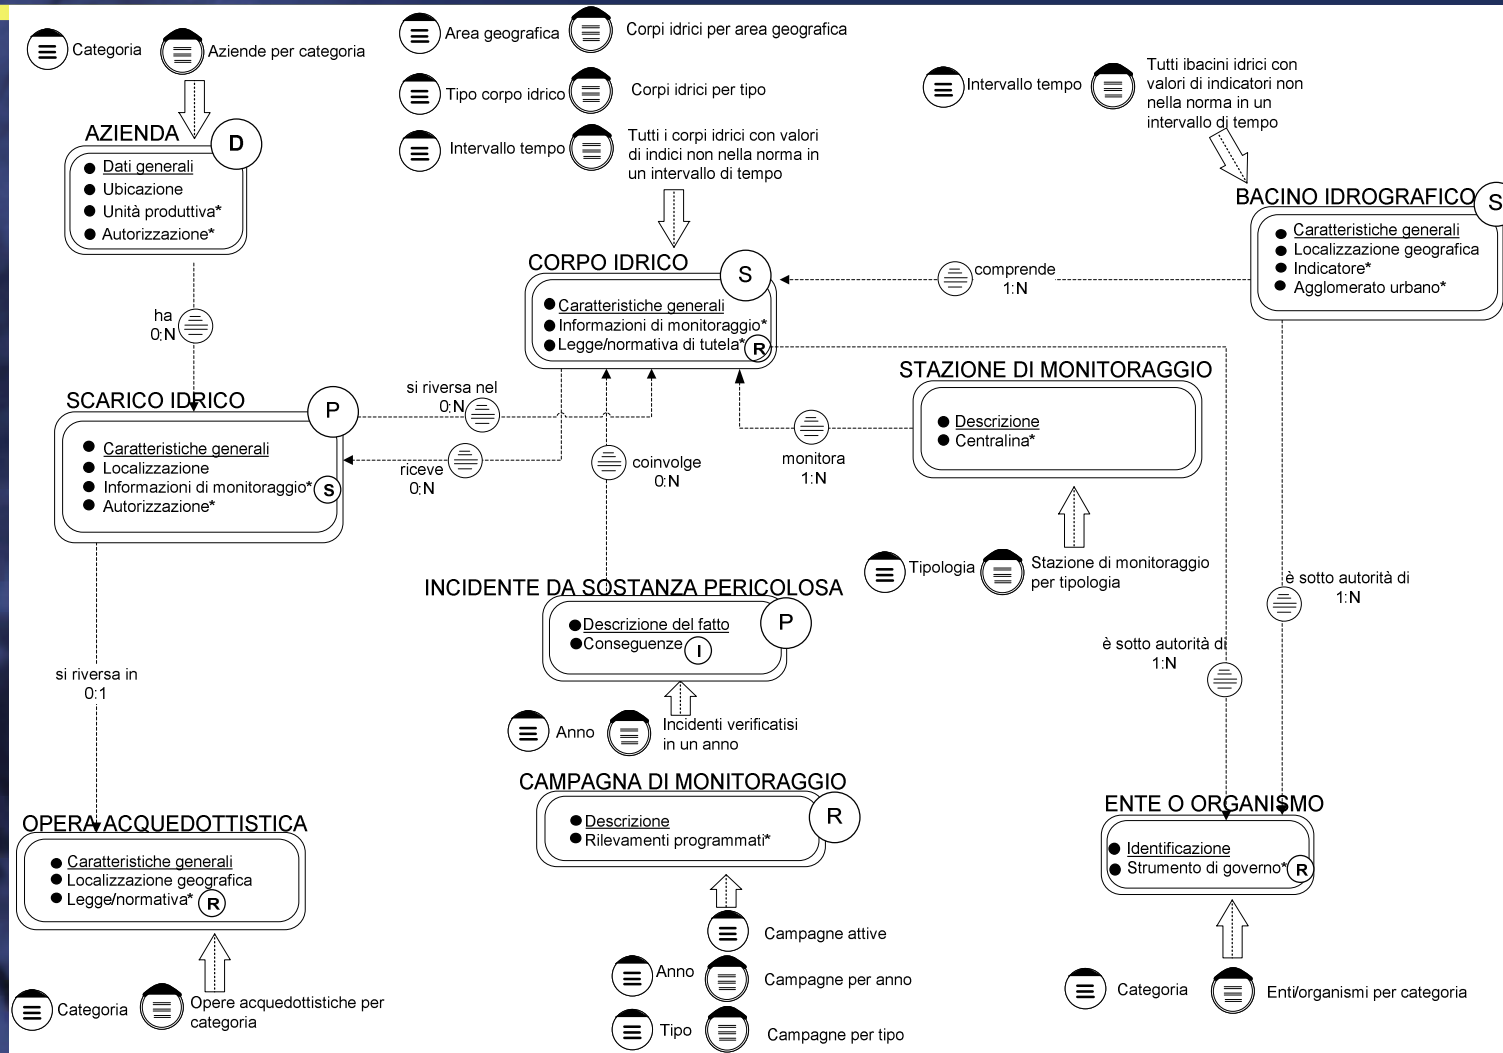 Categoria
Aziende per categoria
Area geografica
Corpi idrici per area geografica
Tipo corpo idrico
Corpi idrici per tipo
Intervallo tempo
Tutti i corpi idrici con valori
di indici non nella norma in
un intervallo di tempo
Intervallo tempo
Tutti ibacini idrici con
valori di indicatori non
nella norma in un
intervallo di tempo
AZIENDA
D
Dati generali
Ubicazione
Unità produttiva*
Autorizzazione*
BACINO IDROGRAFICO
S
Caratteristiche generali
Localizzazione geografica
Indicatore*
Agglomerato urbano*
CORPO IDRICO
S
Caratteristiche generali
Informazioni di monitoraggio*
Legge/normativa di tutela*
R
comprende
1:N
ha
0:N
STAZIONE DI MONITORAGGIO
Descrizione
Centralina*
SCARICO IDRICO
P
Caratteristiche generali
Localizzazione
Informazioni di monitoraggio*
S
Autorizzazione*
si riversa nel
0:N
riceve
0:N
coinvolge
0:N
monitora
1:N
Tipologia
Stazione di monitoraggio
per tipologia
INCIDENTE DA SOSTANZA PERICOLOSA
P
Descrizione del fatto
Conseguenze
I
è sotto autorità di
1:N
è sotto autorità di
1:N
si riversa in
0:1
Anno
Incidenti verificatisi
in un anno
CAMPAGNA DI MONITORAGGIO
R
Descrizione
Rilevamenti programmati*
ENTE O ORGANISMO
Identificazione
Strumento di governo*
R
OPERA ACQUEDOTTISTICA
Caratteristiche generali
Localizzazione geografica
Legge/normativa*
R
Campagne attive
Anno
Campagne per anno
Tipo
Campagne per tipo
Categoria
Opere acquedottistiche per
categoria
Categoria
Enti/organismi per categoria